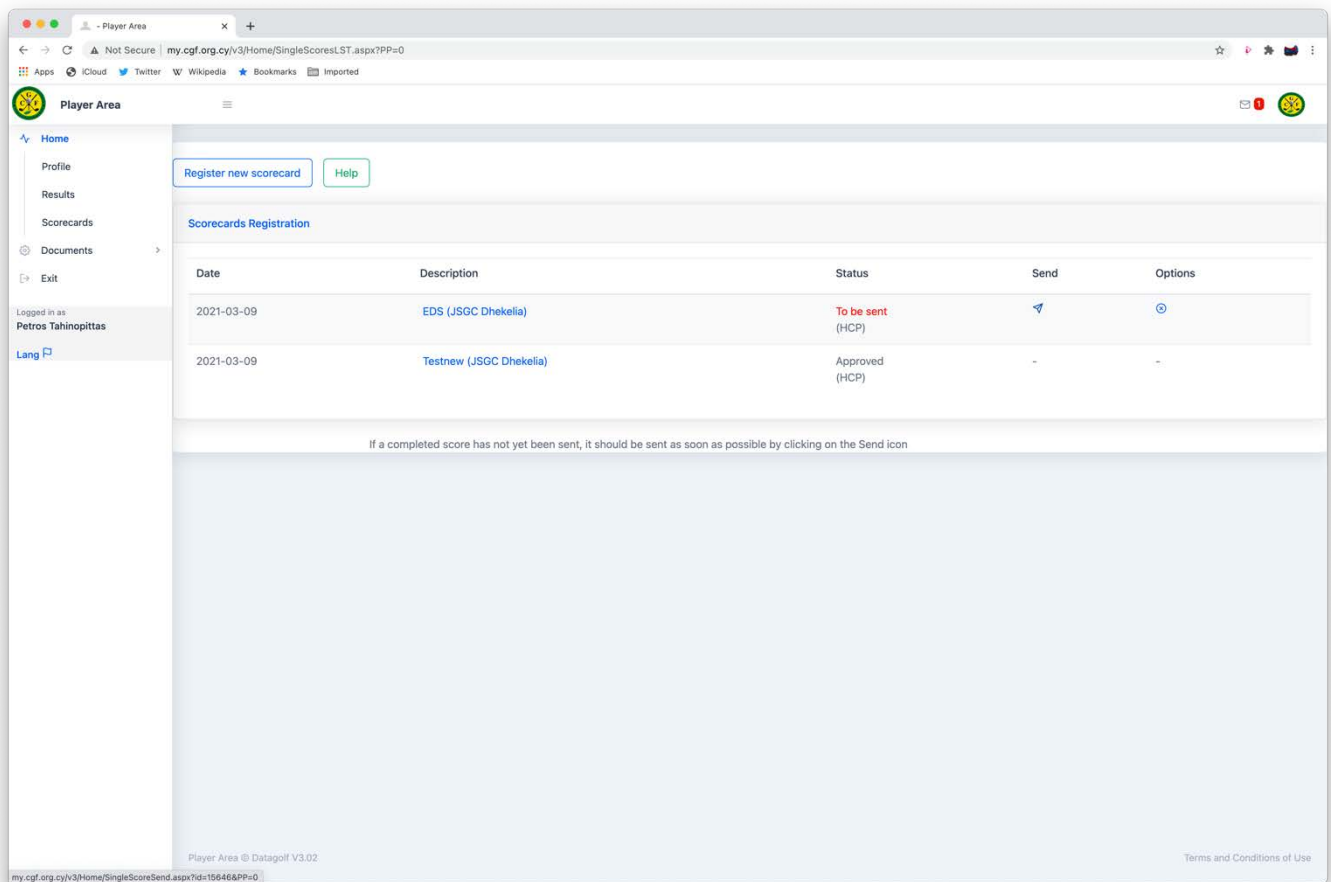 - Player Area
Not Secure my.cgf.org.cy/v3/Home/SingleScoresLST.aspx?PP=0
Apps iCloud Twitter W Wikipedia Bookmarks Imported
C G F Player Area 1
Home
Profile
Results
Scorecards
Documents
Exit
Logged in as
Petros Tahinopittas
Lang
Register new scorecard Help
Scorecards Registration
Date Description Status Send Options
2021-03-09 EDS (JSGC Dhekelia) To be sent
(HCP)
2021-03-09 Testnew (JSGC Dhekelia) Approved - -
(HCP)
If a completed score has not yet been sent, it should be sent as soon as possible by clicking on the Send icon
Player Area © Datagolf V3.02 Terms and Conditions of Use
my.cgf.org.cy/v3/Home/SingleScoreSend.aspx?id=15646&PP=0